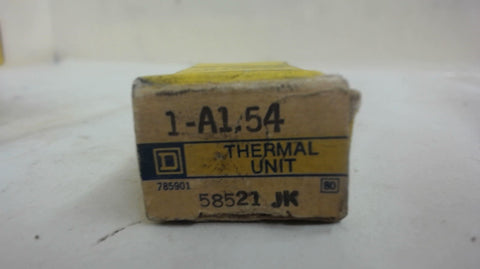 1-A1.54
D
THERMAL
UNIT
785901
80
58521 JK